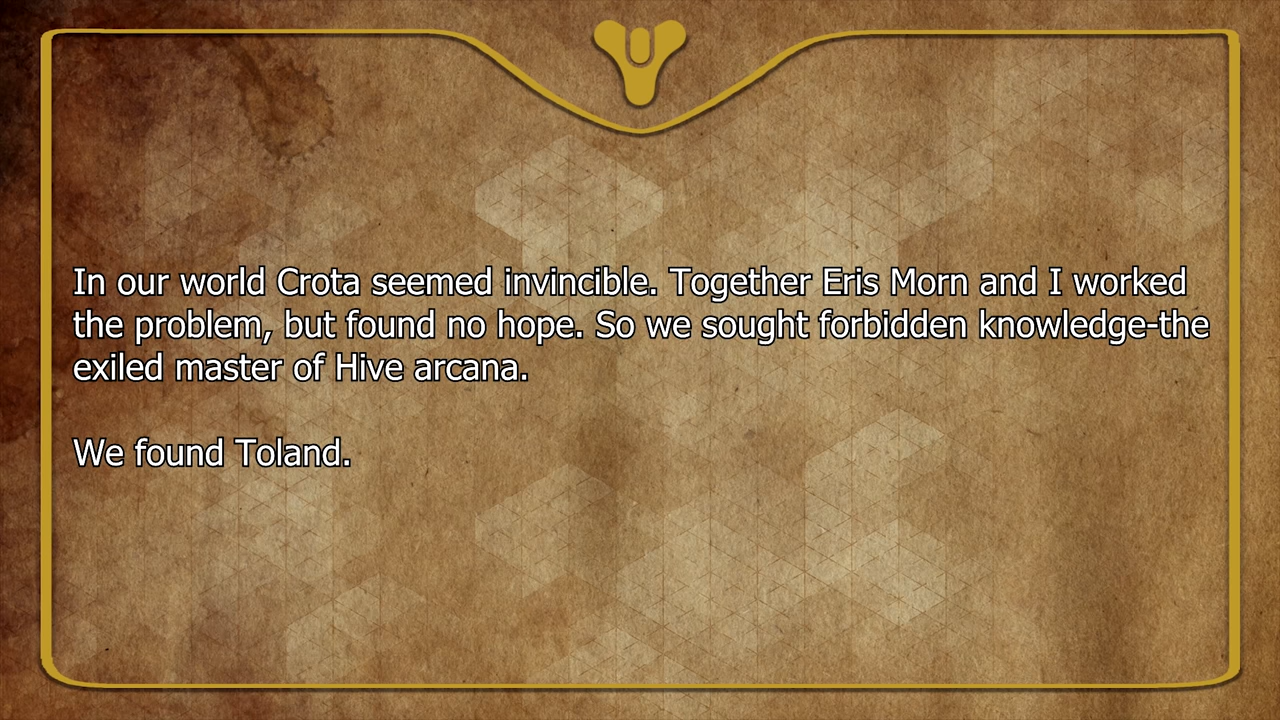 In our world Crota seemed invincible. Together Eris Morn and I worked
the problem, but found no hope. So we sought forbidden knowledge-the
exiled master of Hive arcana.
We found Toland.